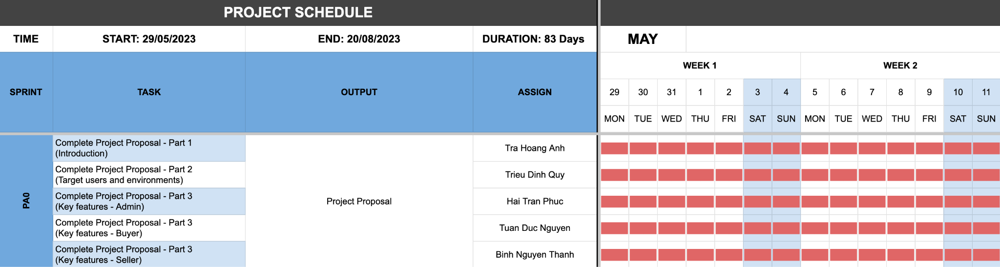 PROJECT SCHEDULE
TIME START: 29/05/2023 END: 20/08/2023 DURATION: 83 Days MAY
SPRINT TASK OUTPUT ASSIGN
WEEK 1 WEEK 2
29 30 31 1 2 3 4 5 6 7 8 9 10 11
MON TUE WED THU FRI SAT SUN MON TUE WED THU FRI SAT SUN
PA0
Complete Project Proposal - Part 1
(Introduction)
Tra Hoang Anh
Complete Project Proposal - Part 2
(Target users and environments)
Trieu Dinh Quy
Complete Project Proposal - Part 3
(Key features - Admin)
Project Proposal
Hai Tran Phuc
Complete Project Proposal - Part 3
(Key features - Buyer)
Tuan Duc Nguyen
Complete Project Proposal - Part 3
(Key features - Seller)
Binh Nguyen Thanh